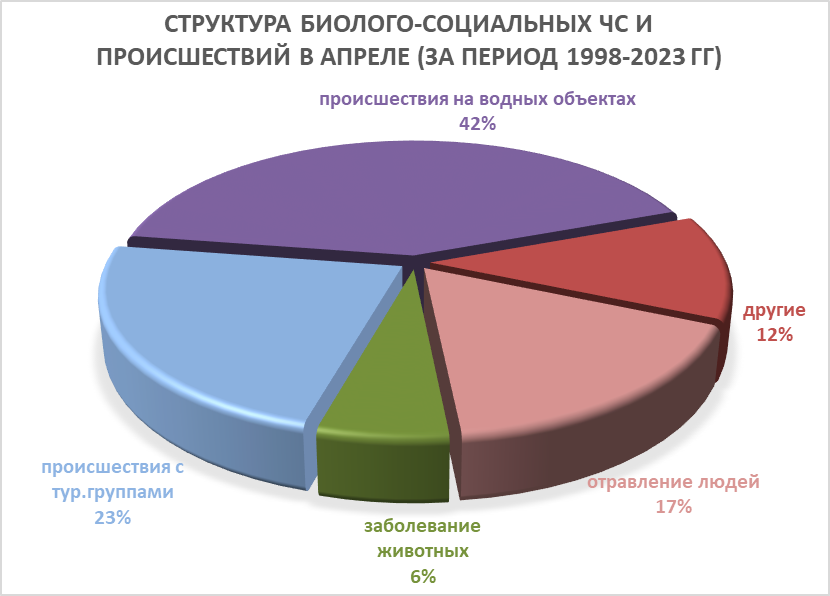 СТРУКТУРА БИОЛОГО-СОЦИАЛЬНЫХ ЧС И
ПРОИСШЕСТВИЙ В АПРЕЛЕ (ЗА ПЕРИОД 1998-2023 ГГ)
происшествия на водных объектах
42%
другие
12%
отравление людей
17%
заболевание
животных
6%
происшествия с
тур.группами
23%